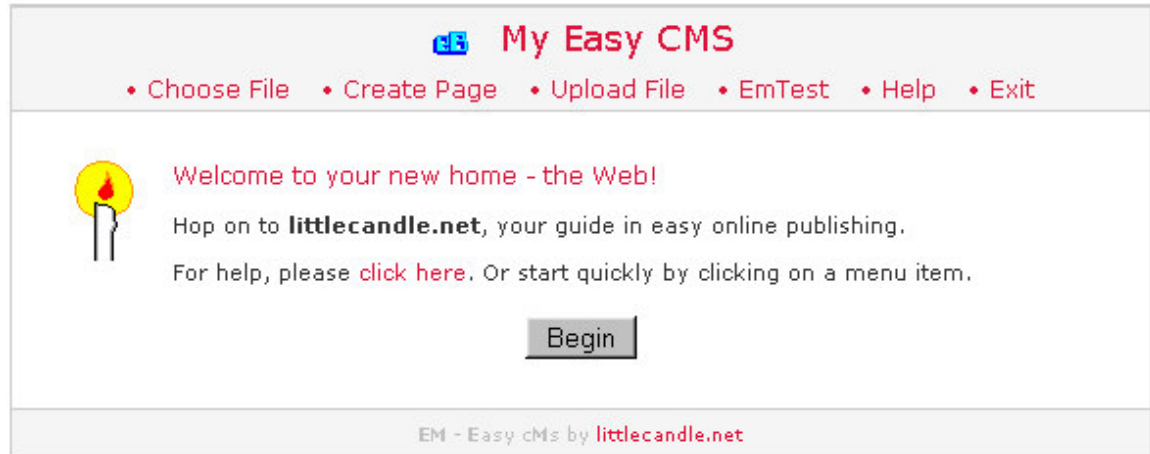 My Easy CMS
• Choose File • Create Page • Upload File • EmTest • Help • Exit
Welcome to your new home - the Web!
Hop on to littlecandle.net, your guide in easy online publishing.
For help, please click here. Or start quickly by clicking on a menu item.
Begin
EM - Easy cMs by littlecandle.net